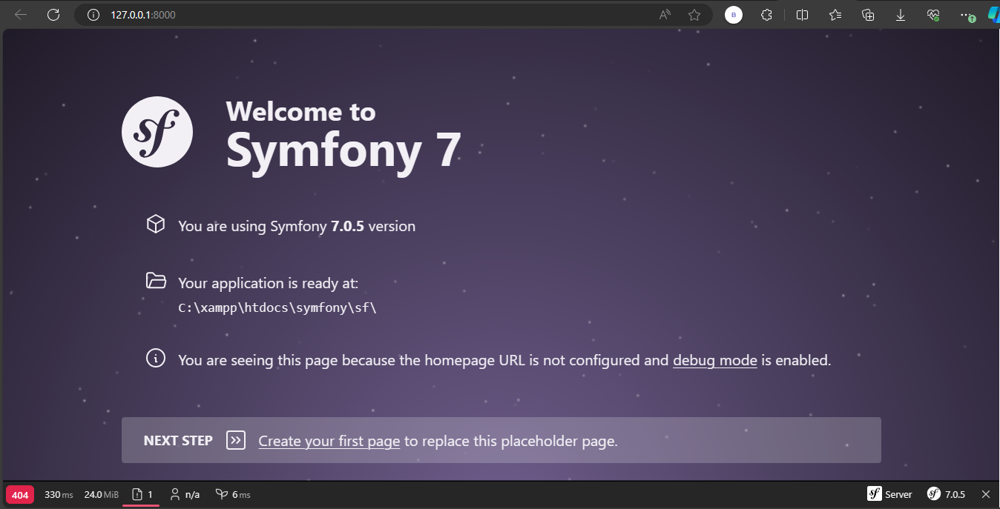 127.0.0.1:8000
A
B
sf
Welcome to
Symfony 7
You are using Symfony 7.0.5 version
Your application is ready at:
C:\xampp\htdocs\symfony\sf\
You are seeing this page because the homepage URL is not configured and debug mode is enabled.
NEXT STEP Create your first page to replace this placeholder page.
404 330 ms 24.0 MiB 1 n/a 6 ms sf Server sf 7.0.5